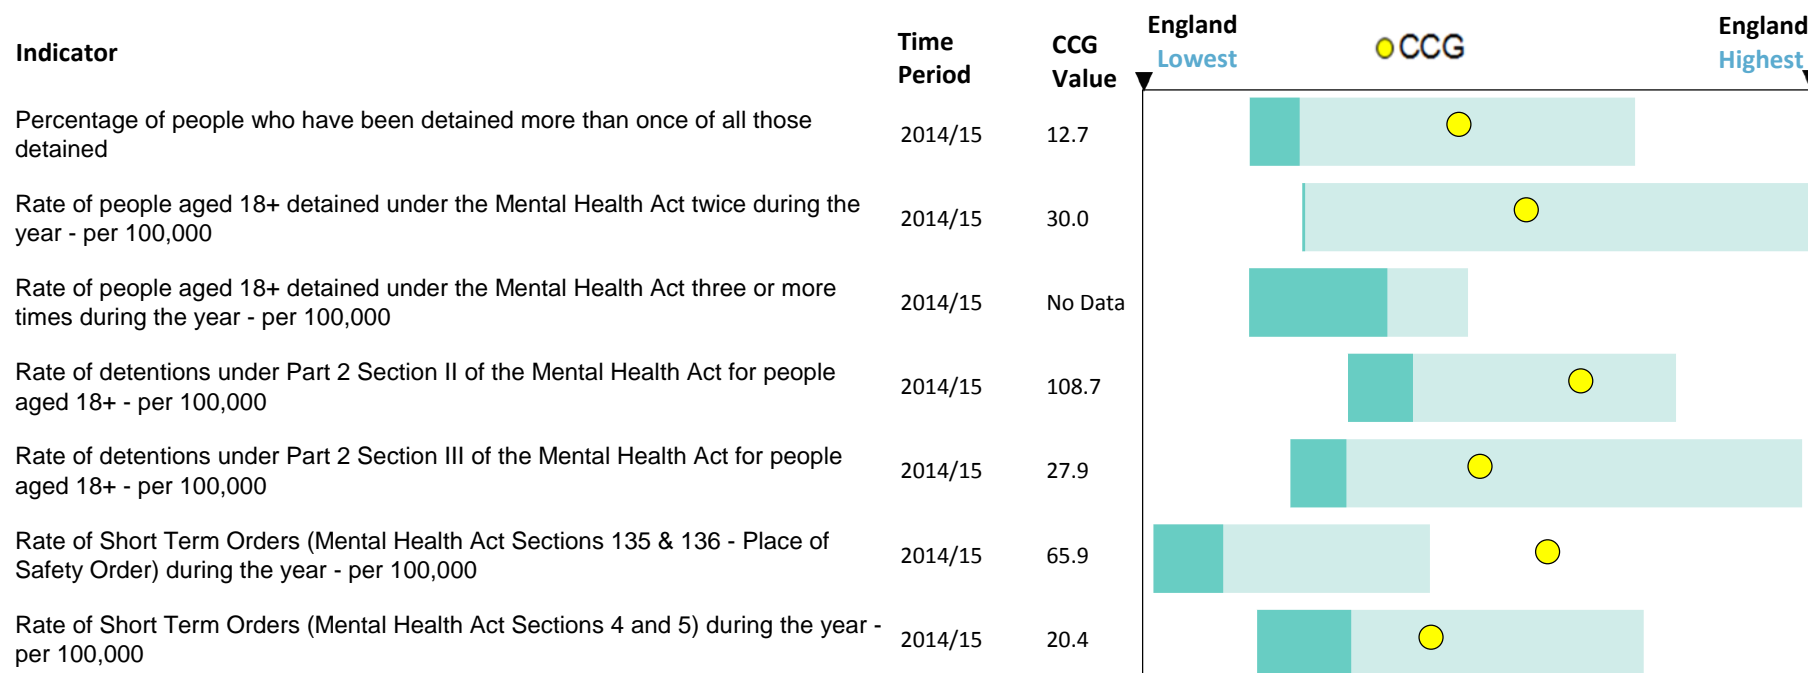 Indicator
Time Period
CCG Value
England Lowest
CCG
England Highest
Percentage of people who have been detained more than once of all those
detained
2014/15
12.7
Rate of people aged 18+ detained under the Mental Health Act twice during the
year - per 100,000
2014/15
30.0
Rate of people aged 18+ detained under the Mental Health Act three or more
times during the year - per 100,000
2014/15
No Data
Rate of detentions under Part 2 Section II of the Mental Health Act for people
aged 18+ - per 100,000
2014/15
108.7
Rate of detentions under Part 2 Section III of the Mental Health Act for people
aged 18+ - per 100,000
2014/15
27.9
Rate of Short Term Orders (Mental Health Act Sections 135 & 136 - Place of
Safety Order) during the year - per 100,000
2014/15
65.9
Rate of Short Term Orders (Mental Health Act Sections 4 and 5) during the year -
per 100,000
2014/15
20.4